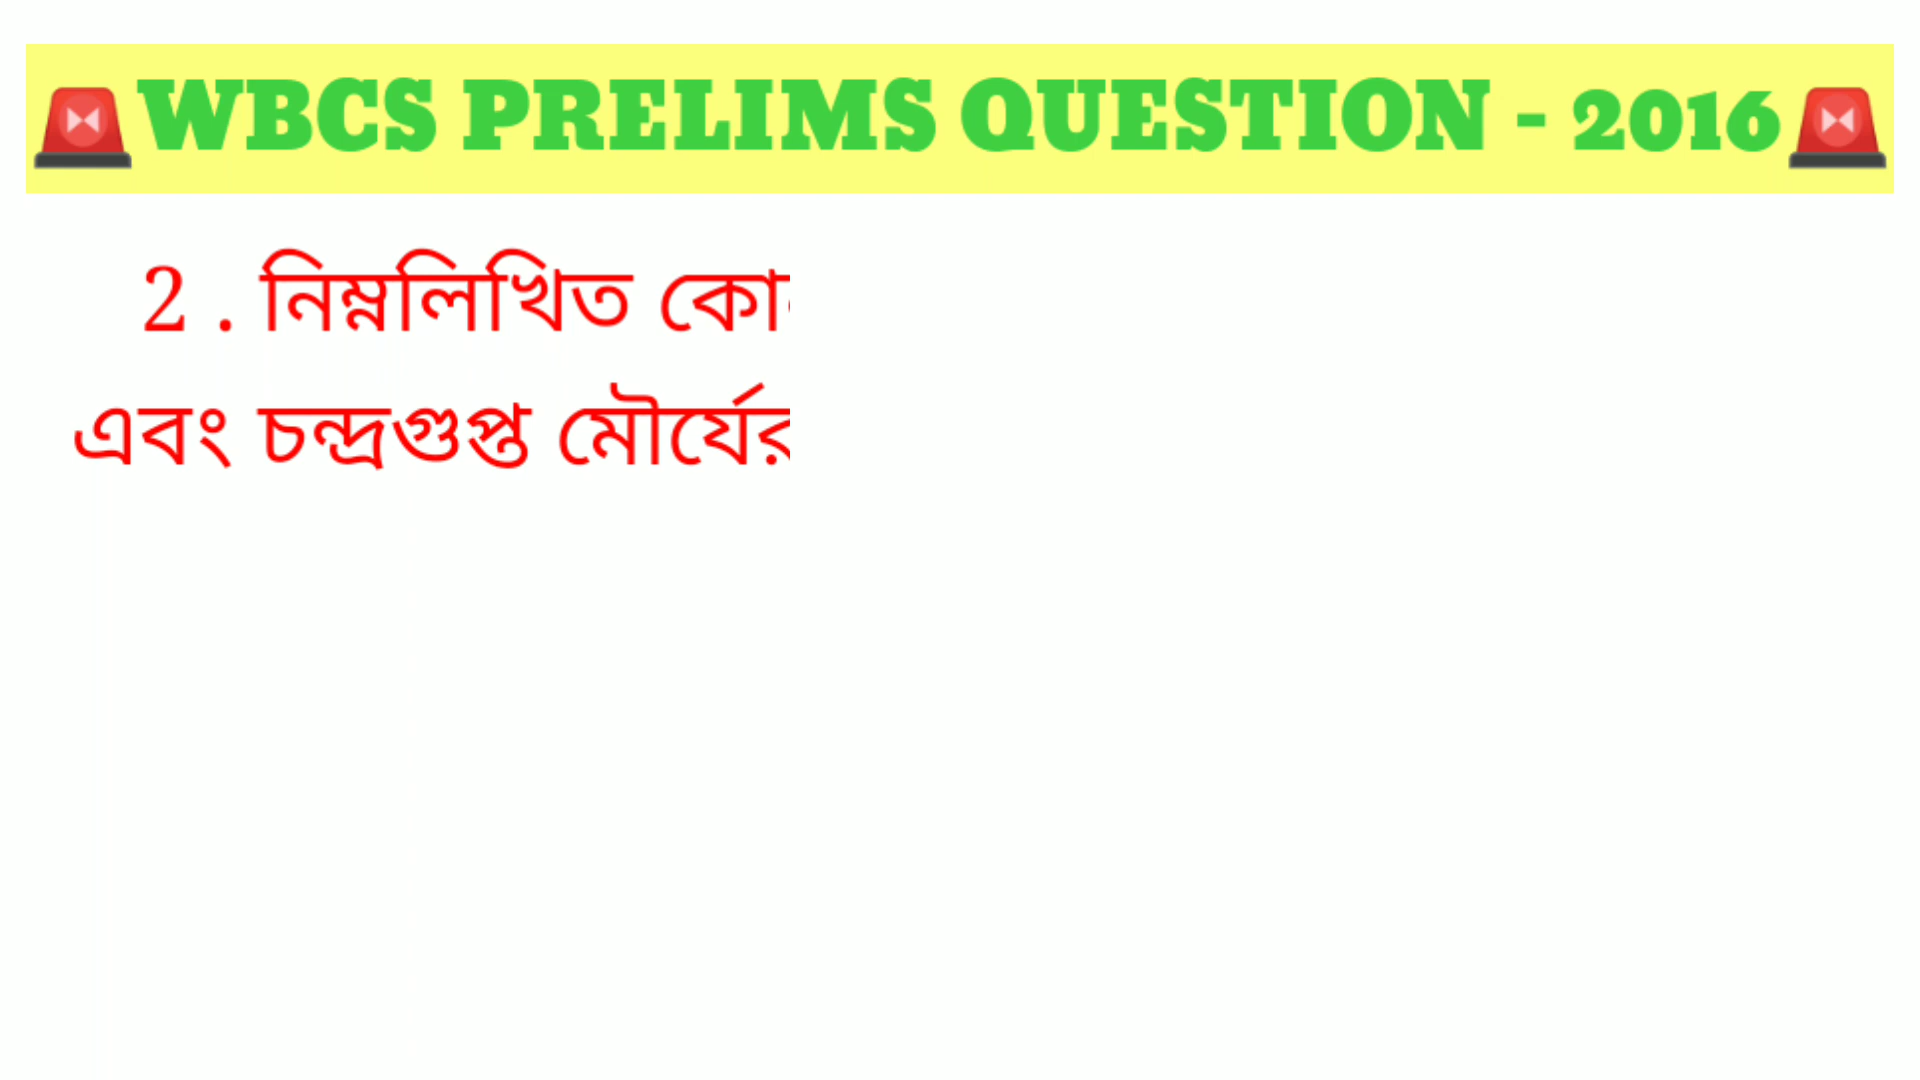 WBCS PRELIMS QUESTION - 2016
2 . নিম্নলিখিত
এবং চন্দ্রগুপ্ত মৌর্যের